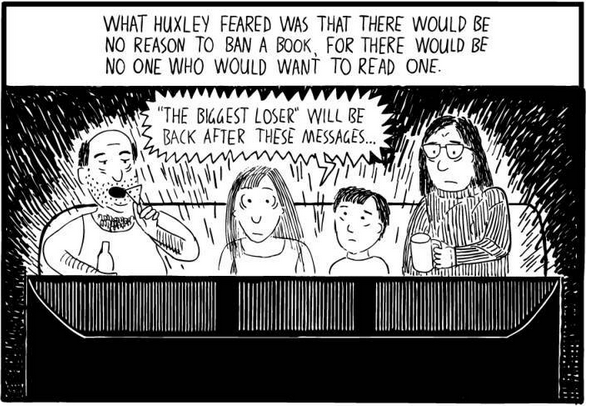 WHAT HUXLEY FEARED WAS THAT THERE WOULD BE
NO REASON TO BAN A BOOK, FOR THERE WOULD BE
NO ONE WHO WOULD WANT TO READ ONE.
"THE BIGGEST LOSER" WILL BE
BACK AFTER THESE MESSAGES...